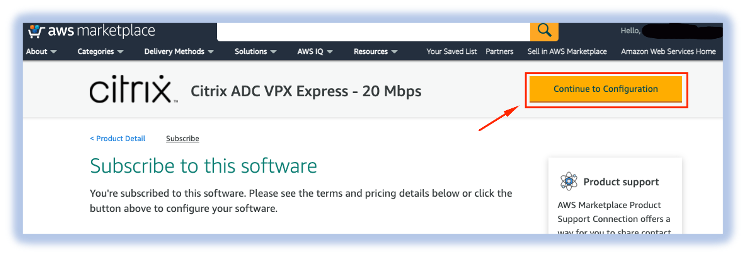 aws marketplace
Hello,
About Categories Delivery Methods Solutions AWS IQ Resources Your Saved List Partners Sell in AWS Marketplace Amazon Web Services Home
citrix Citrix ADC VPX Express - 20 Mbps Continue to Configuration
< Product Detail Subscribe
Subscribe to this software
You're subscribed to this software. Please see the terms and pricing details below or click the
button above to configure your software.
Product support
AWS Marketplace Product
Support Connection offers a
way for you to share contact